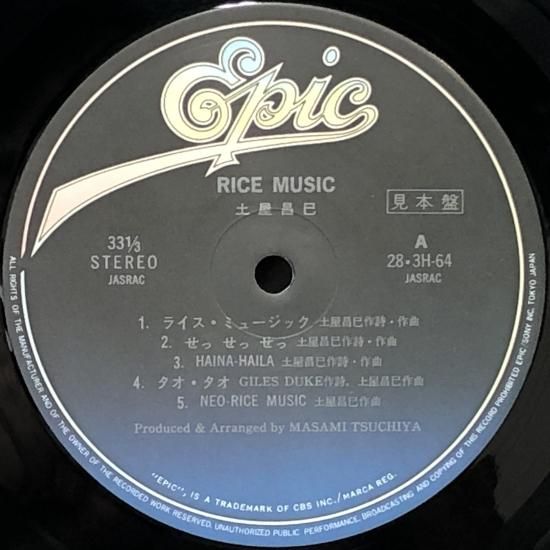 Epic
RICE MUSIC
土屋昌巳
見本盤
33⅓
STEREO
JASRAC
A
28・3H-64
JASRAC
1. ライス・ミュージック 土屋昌巳作詩・作曲
2. せっ せっ せっ 土屋昌巳作詩・作曲
3. HAINA-HAILA 土屋昌巳作詩・作曲
4. タオ・タオ GILES DUKE作詩, 土屋昌巳作曲
5. NEO-RICE MUSIC 土屋昌巳作曲
Produced & Arranged by MASAMI TSUCHIYA
"EPIC", IS A TRADEMARK OF CBS INC./MARCA REG.
ALL RIGHTS OF THE MANUFACTURER AND OF THE OWNER OF THE RECORDED WORK RESERVED. UNAUTHORIZED PUBLIC PERFORMANCE, BROADCASTING AND COPYING OF THIS RECORD PROHIBITED EPIC/SONY INC. TOKYO JAPAN